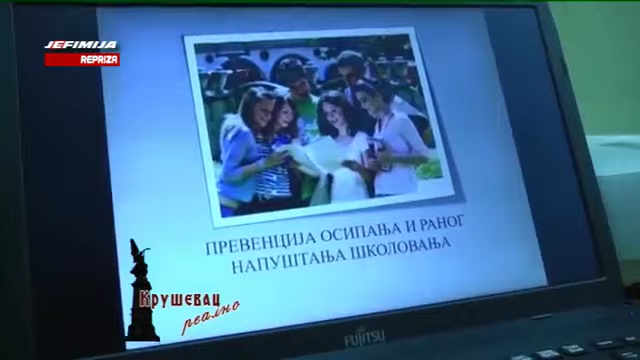 JEFIMIJA
REPRIZA
ПРЕВЕНЦИЈА ОСИПАЊА И РАНОГ
НАПУШТАЊА ШКОЛОВАЊА
Крушевац
реално
FUJITSU